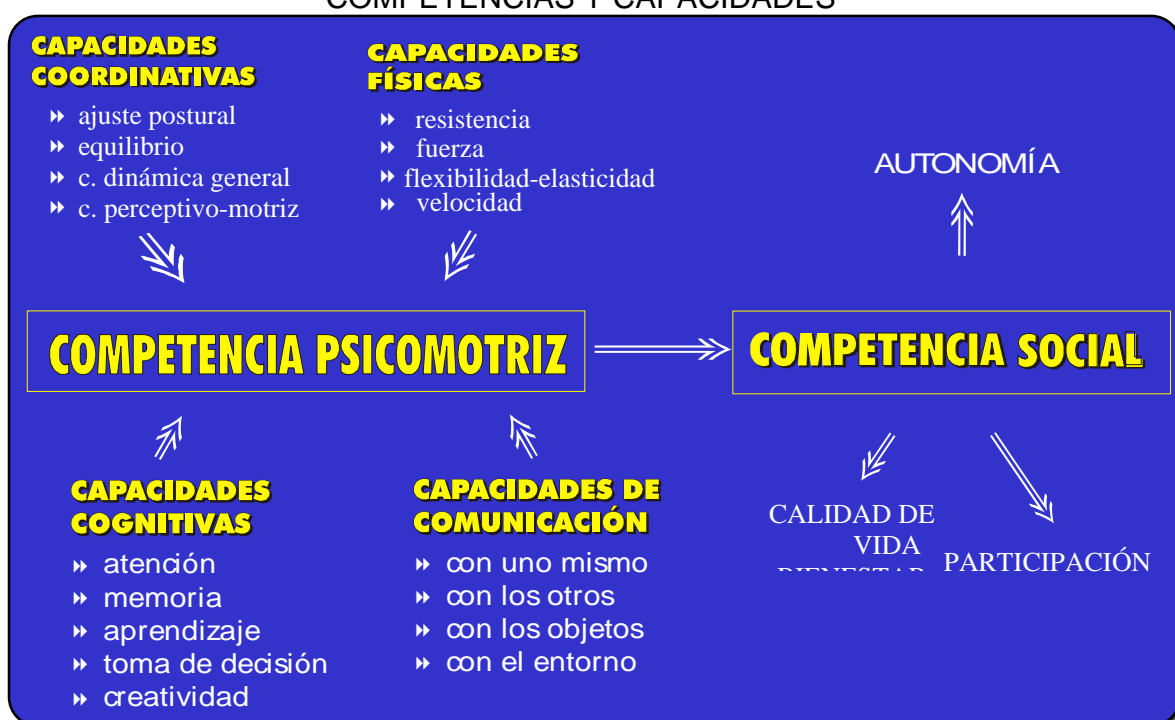 COMPETENCIAS Y CAPACIDADES
CAPACIDADES
COORDINATIVAS
ajuste postural
equilibrio
c. dinámica general
c. perceptivo-motriz
CAPACIDADES
FÍSICAS
resistencia
fuerza
flexibilidad-elasticidad
velocidad
AUTONOMÍA
COMPETENCIA PSICOMOTRIZ
COMPETENCIA SOCIAL
CAPACIDADES
COGNITIVAS
atención
memoria
aprendizaje
toma de decisión
creatividad
CAPACIDADES DE
COMUNICACIÓN
con uno mismo
con los otros
con los objetos
con el entorno
CALIDAD DE
VIDA
PARTICIPACIÓN